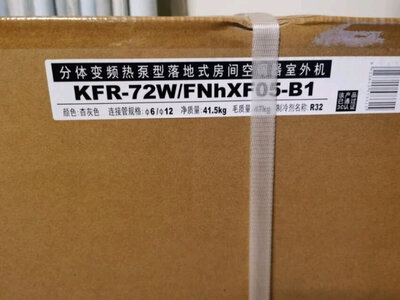 分体变频热泵型落地式房间空调器室外机
KFR-72W/FNhXF05-B1
颜色:杏灰色 连接管规格:Φ6/Φ12 净质量:41.5kg 毛质量: kg 制冷剂名称:R32